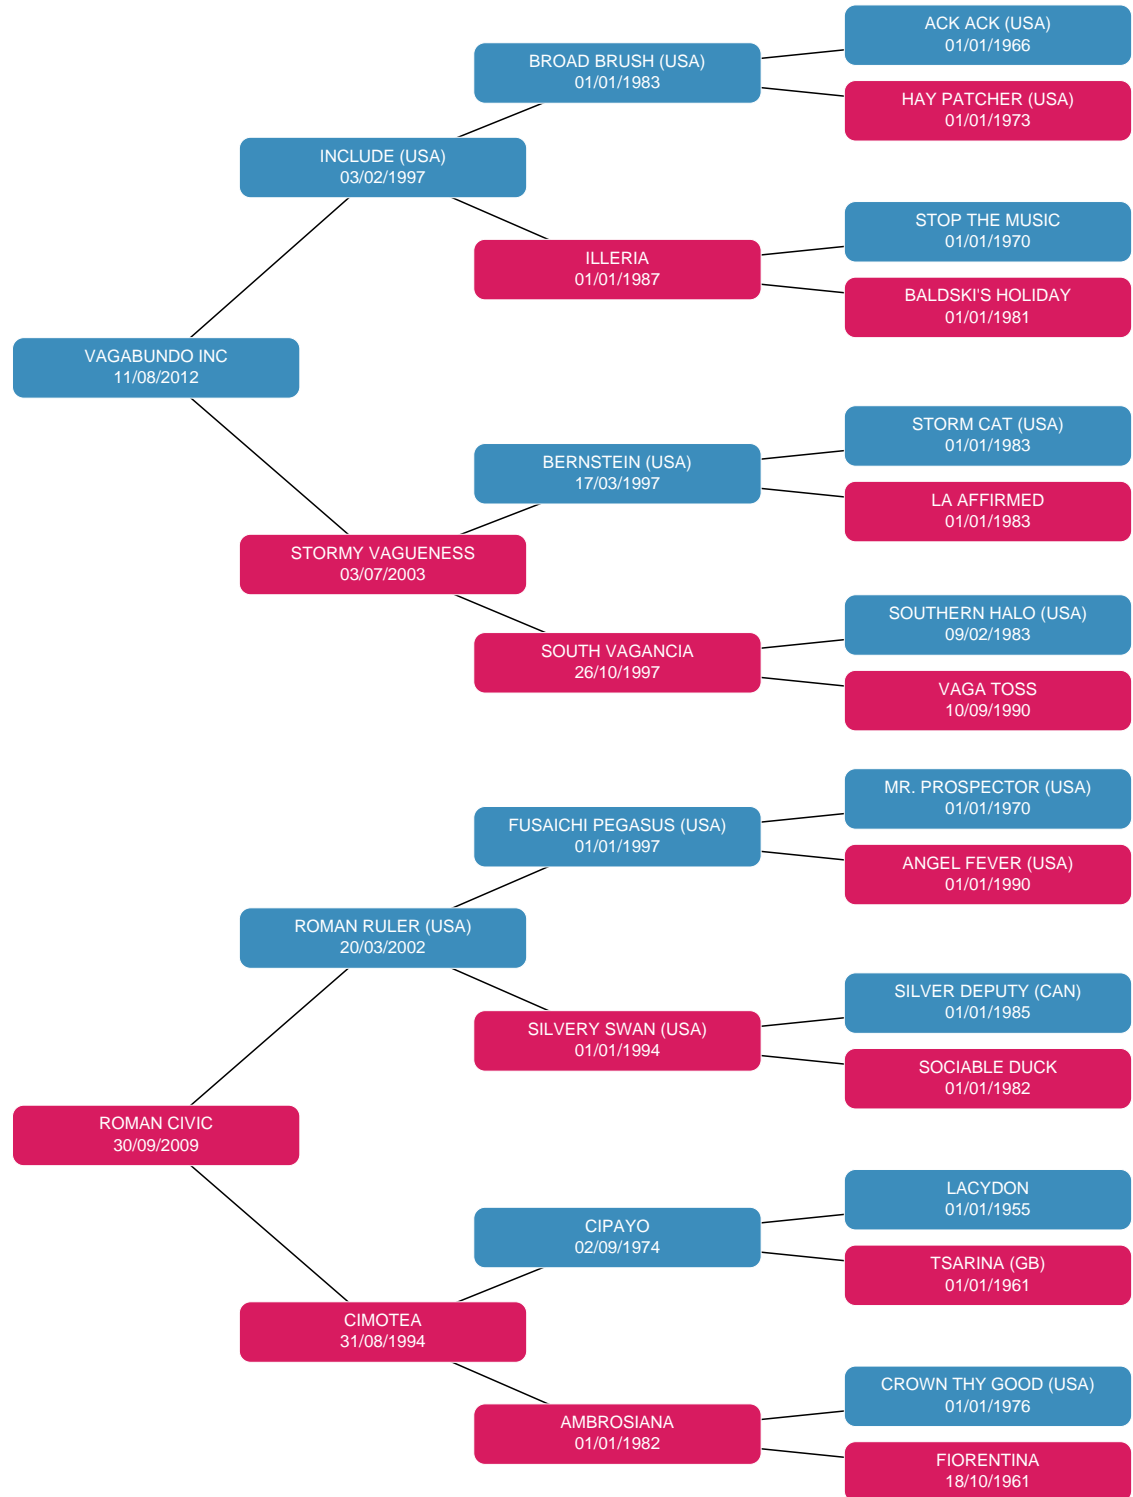 ACK ACK (USA)
01/01/1966
BROAD BRUSH (USA)
01/01/1983
HAY PATCHER (USA)
01/01/1973
INCLUDE (USA)
03/02/1997
STOP THE MUSIC
01/01/1970
ILLERIA
01/01/1987
BALDSKI'S HOLIDAY
01/01/1981
VAGABUNDO INC
11/08/2012
STORM CAT (USA)
01/01/1983
BERNSTEIN (USA)
17/03/1997
LA AFFIRMED
01/01/1983
STORMY VAGUENESS
03/07/2003
SOUTHERN HALO (USA)
09/02/1983
SOUTH VAGANCIA
26/10/1997
VAGA TOSS
10/09/1990
MR. PROSPECTOR (USA)
01/01/1970
FUSAICHI PEGASUS (USA)
01/01/1997
ANGEL FEVER (USA)
01/01/1990
ROMAN RULER (USA)
20/03/2002
SILVER DEPUTY (CAN)
01/01/1985
SILVERY SWAN (USA)
01/01/1994
SOCIABLE DUCK
01/01/1982
ROMAN CIVIC
30/09/2009
LACYDON
01/01/1955
CIPAYO
02/09/1974
TSARINA (GB)
01/01/1961
CIMOTEA
31/08/1994
CROWN THY GOOD (USA)
01/01/1976
AMBROSIANA
01/01/1982
FIORENTINA
18/10/1961